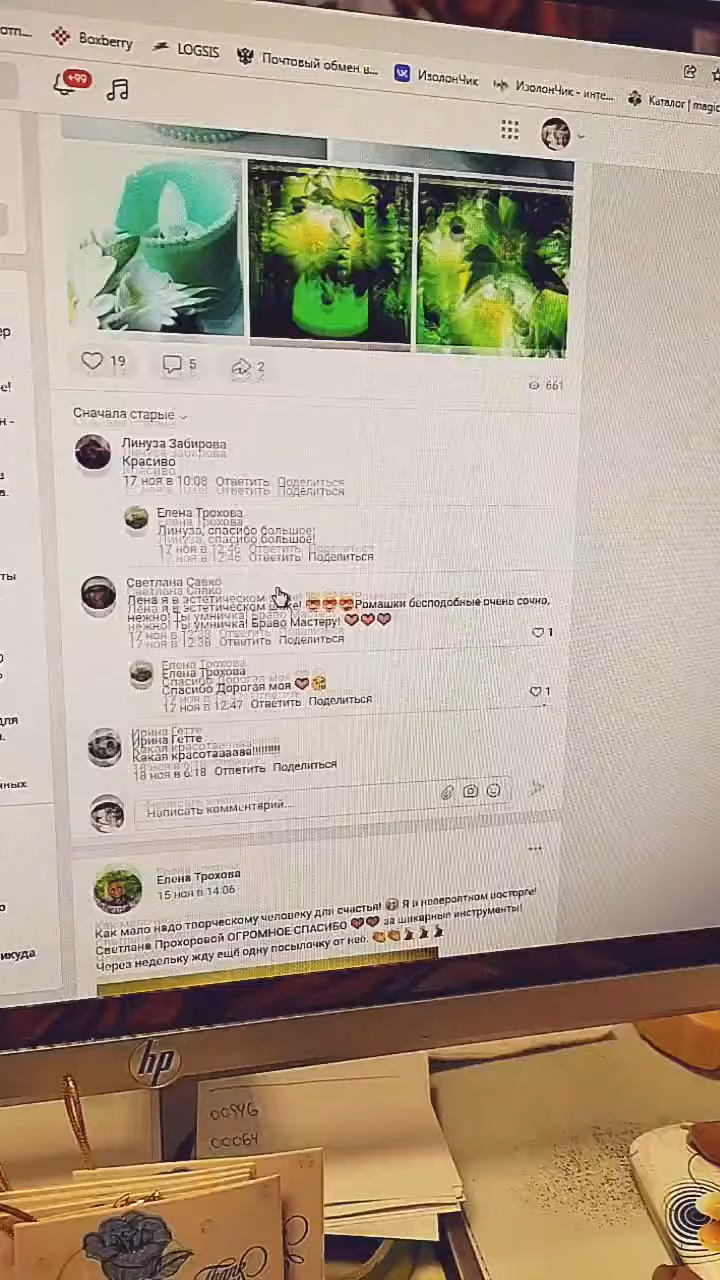 Boxberry
LOGSIS
Почтовый обмен в...
ИзолонЧик
ИзолонЧик - инте...
Каталог | magic
+99
19
5
2
661
Сначала старые
Линуза Забирова
Красиво
17 ноя в 10:08 Ответить Поделиться
Елена Трохова
Линуза, спасибо большое!
17 ноя в 12:46 Ответить Поделиться
Светлана Савко
Лена я в эстетическом шоке! 😍😍😍Ромашки бесподобные очень сочно,
нежно! Ты умничка! Браво Мастеру! ❤❤❤
17 ноя в 12:38 Ответить Поделиться
1
Елена Трохова
Спасибо Дорогая моя ❤😘
17 ноя в 12:47 Ответить Поделиться
1
Ирина Гетте
Какая красотаааааа!!!!!!!!!
18 ноя в 6:18 Ответить Поделиться
Написать комментарий...
Елена Трохова
15 ноя в 14:06
Как мало надо творческому человеку для счастья! Я в невероятном восторге!
Светлана Прохоровой ОГРОМНОЕ СПАСИБО ❤❤ за шикарные инструменты!
Через недельку жду ещё одну посылочку от неё.
hp
00946
00064
Thank